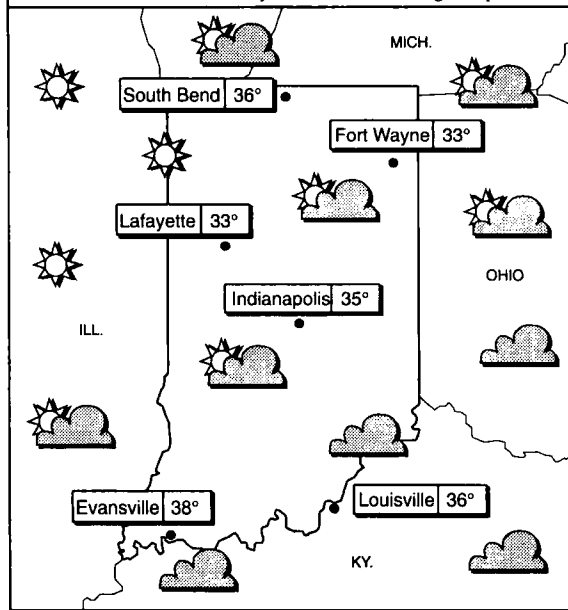 MICH.
South Bend 36°
Fort Wayne 33°
Lafayette 33°
OHIO
Indianapolis 35°
ILL.
Evansville 38°
Louisville 36°
KY.